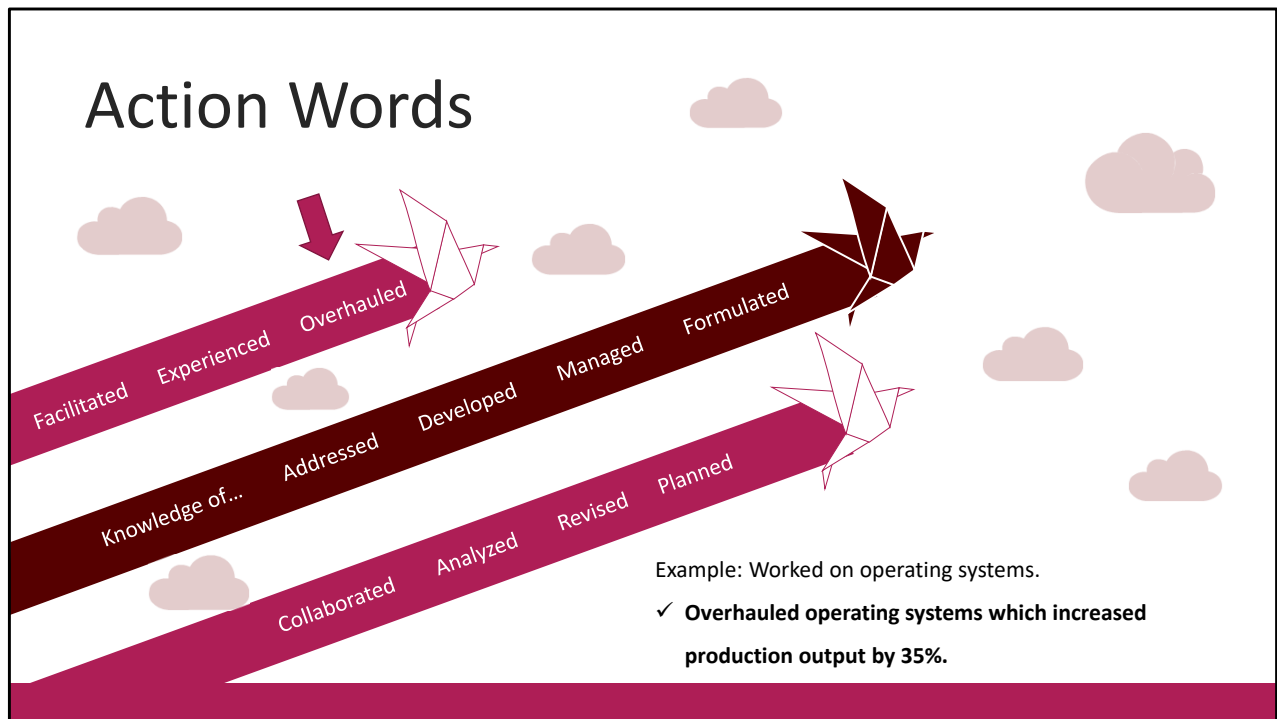 Action Words
Facilitated Experienced Overhauled
Knowledge of… Addressed Developed Managed Formulated
Collaborated Analyzed Revised Planned
Example: Worked on operating systems.
✓ Overhauled operating systems which increased
production output by 35%.